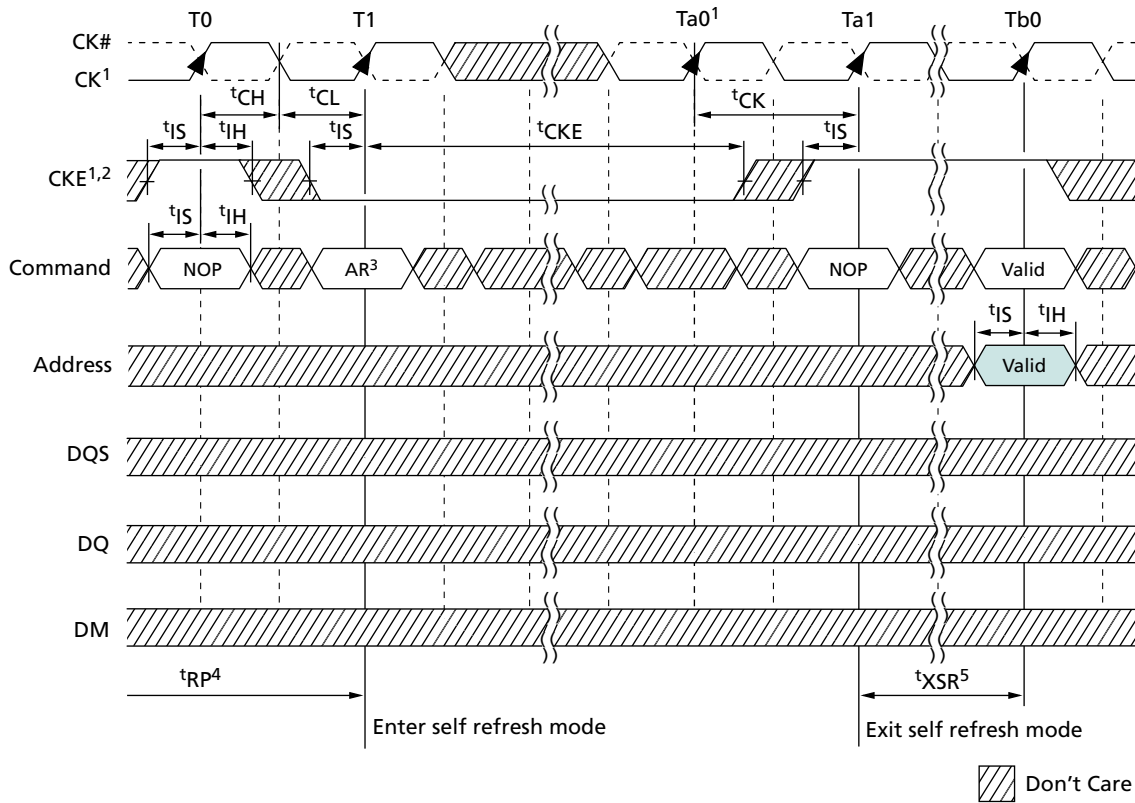 T0 T1 Ta0¹ Ta1 Tb0
CK#
CK¹
tCH tCL tCK
tIS tIH tIS tCKE tIS
CKE¹,²
tIS tIH
Command NOP AR³ NOP Valid
tIS tIH
Address Valid
DQS
DQ
DM
tRP⁴ tXSR⁵
Enter self refresh mode Exit self refresh mode
Don't Care